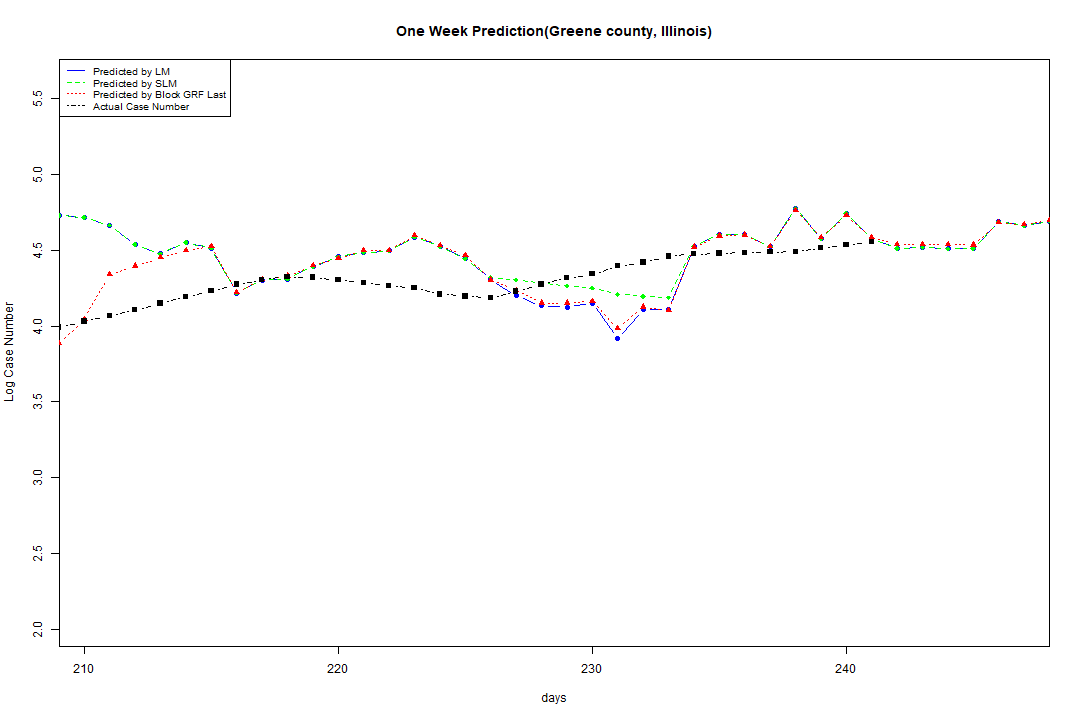 One Week Prediction(Greene county, Illinois)
Predicted by LM
Predicted by SLM
Predicted by Block GRF Last
Actual Case Number
5.5
5.0
4.5
4.0
3.5
3.0
2.5
2.0
Log Case Number
210 220 230 240
days